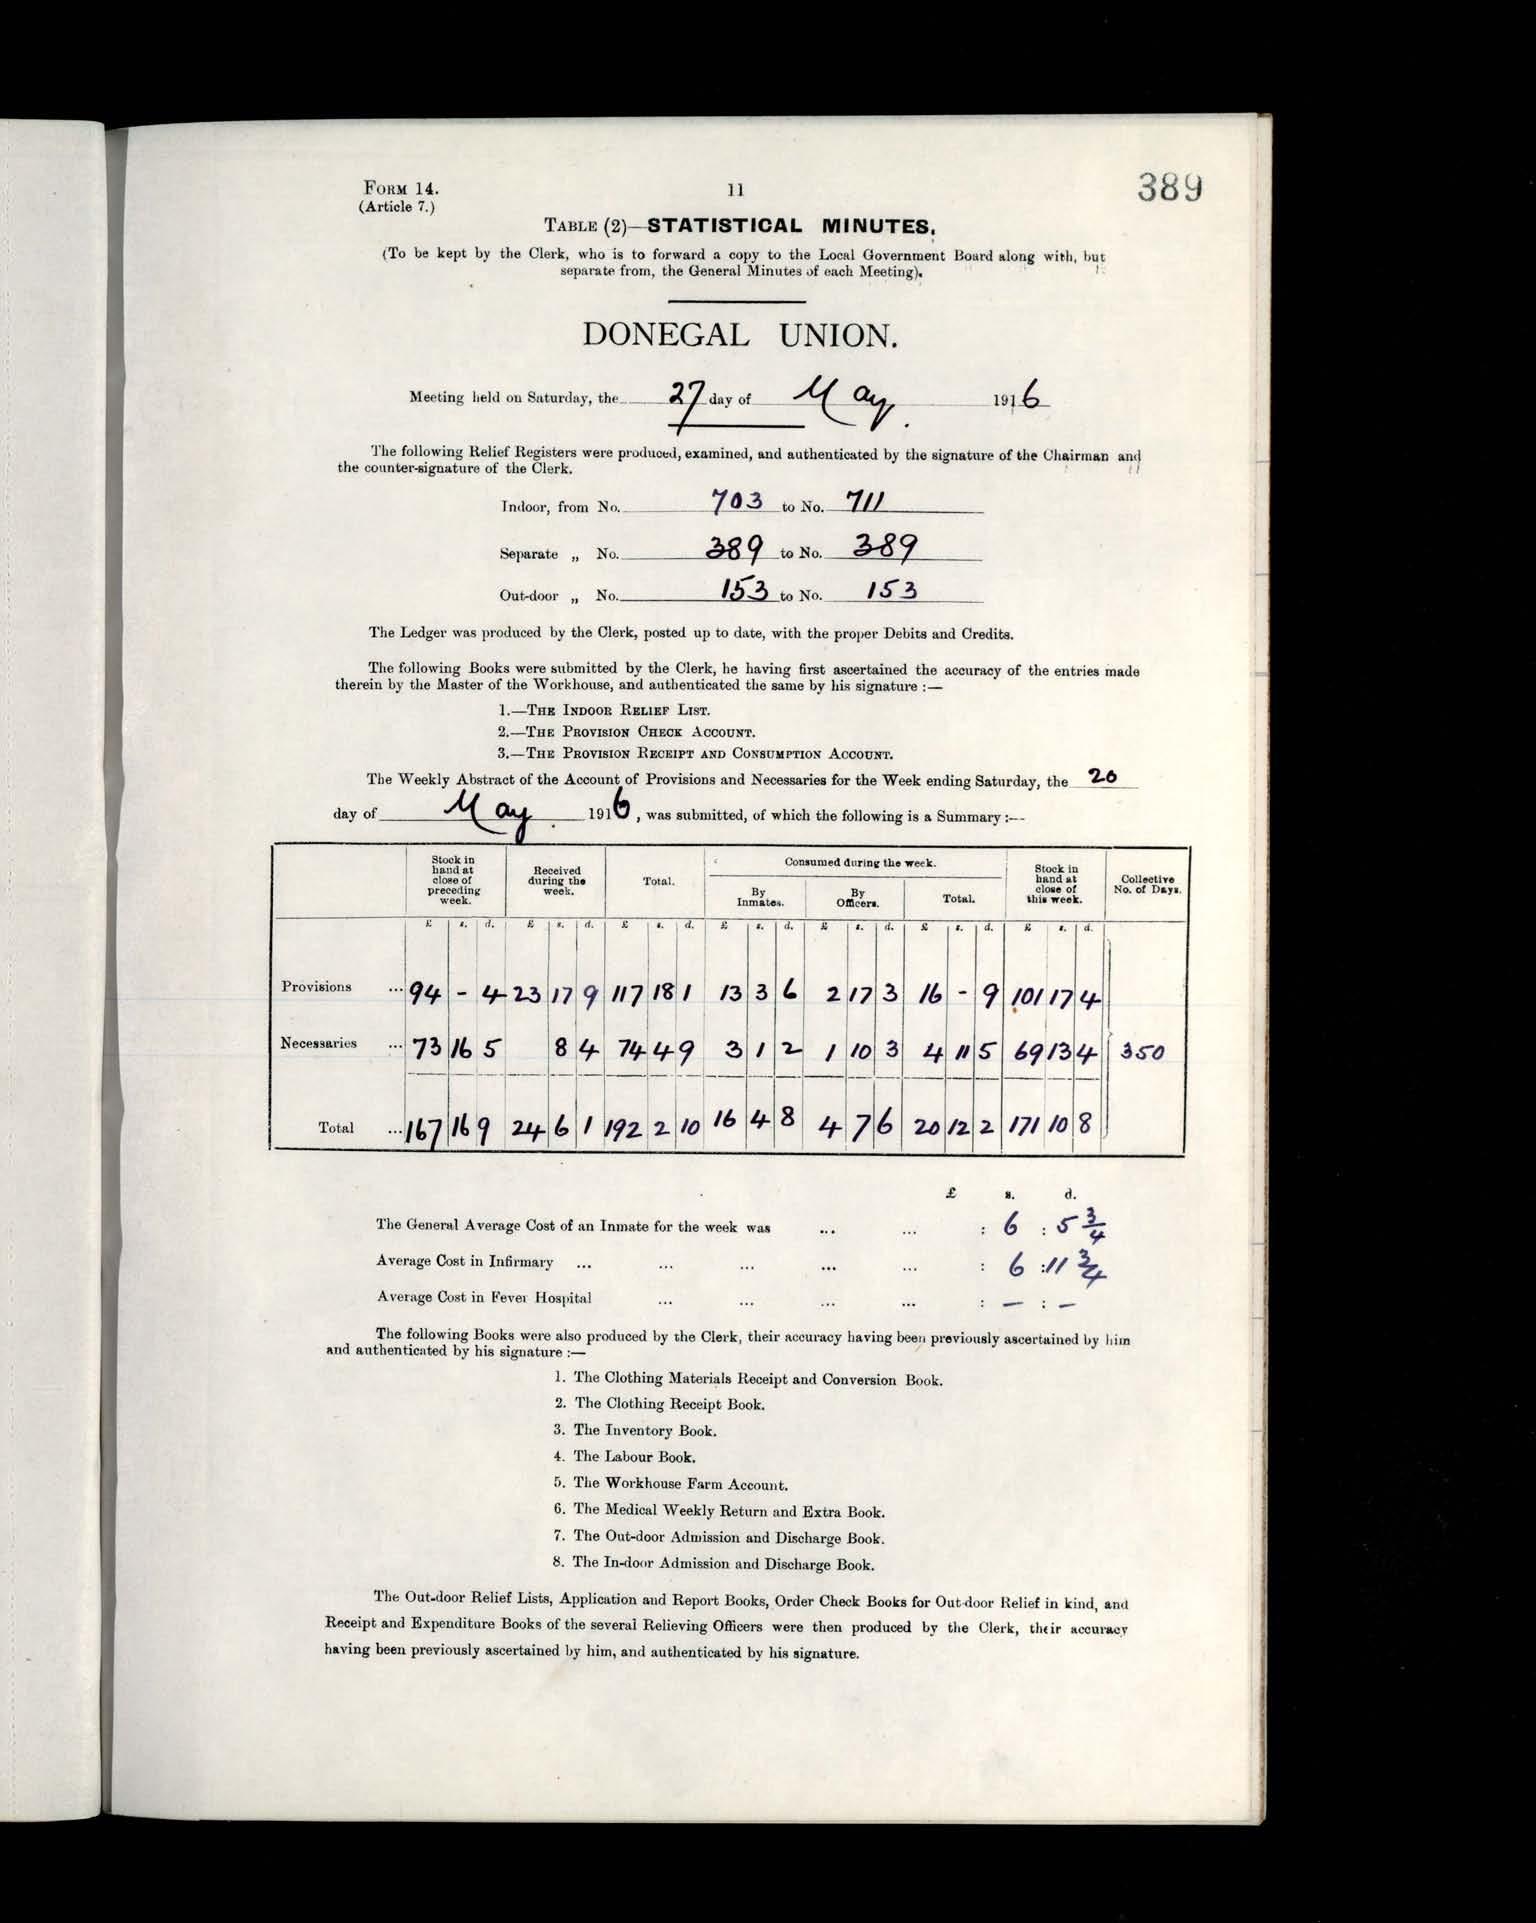 FORM 14.
11
389
(Article 7.)
TABLE (2)—STATISTICAL MINUTES.
(To be kept by the Clerk, who is to forward a copy to the Local Government Board along with, but
separate from, the General Minutes of each Meeting).
DONEGAL UNION.
Meeting held on Saturday, the 27 day of May. 1916
The following Relief Registers were produced, examined, and authenticated by the signature of the Chairman and
the counter-signature of the Clerk.
Indoor, from No. 703 to No. 711
Separate „ No. 389 to No. 389
Out-door „ No. 153 to No. 153
The Ledger was produced by the Clerk, posted up to date, with the proper Debits and Credits.
The following Books were submitted by the Clerk, he having first ascertained the accuracy of the entries made
therein by the Master of the Workhouse, and authenticated the same by his signature :—
1.—THE INDOOR RELIEF LIST.
2.—THE PROVISION CHECK ACCOUNT.
3.—THE PROVISION RECEIPT AND CONSUMPTION ACCOUNT.
The Weekly Abstract of the Account of Provisions and Necessaries for the Week ending Saturday, the 20
day of May. 1916, was submitted, of which the following is a Summary :—
Stock in hand at close of preceding week.
Received during the week.
Total.
Consumed during the week.
By Inmates.
By Officers.
Total.
Stock in hand at close of this week.
Collective No. of Days.
£ s. d. £ s. d. £ s. d. £ s. d. £ s. d. £ s. d. £ s. d.
Provisions ... 94 - 4 23 17 9 117 18 1 13 3 6 2 17 3 16 - 9 101 17 4
Necessaries ... 73 16 5 8 4 74 4 9 3 1 2 1 10 3 4 11 5 69 13 4 350
Total ... 167 16 9 24 6 1 192 2 10 16 4 8 4 7 6 20 12 2 171 10 8
£ s. d.
The General Average Cost of an Inmate for the week was ... ... : 6 : 5 3/4
Average Cost in Infirmary ... ... ... ... ... : 6 : 11 3/4
Average Cost in Fever Hospital ... ... ... ... : — : —
The following Books were also produced by the Clerk, their accuracy having been previously ascertained by him
and authenticated by his signature :—
1. The Clothing Materials Receipt and Conversion Book.
2. The Clothing Receipt Book.
3. The Inventory Book.
4. The Labour Book.
5. The Workhouse Farm Account.
6. The Medical Weekly Return and Extra Book.
7. The Out-door Admission and Discharge Book.
8. The In-door Admission and Discharge Book.
The Out-door Relief Lists, Application and Report Books, Order Check Books for Out-door Relief in kind, and
Receipt and Expenditure Books of the several Relieving Officers were then produced by the Clerk, their accuracy
having been previously ascertained by him, and authenticated by his signature.